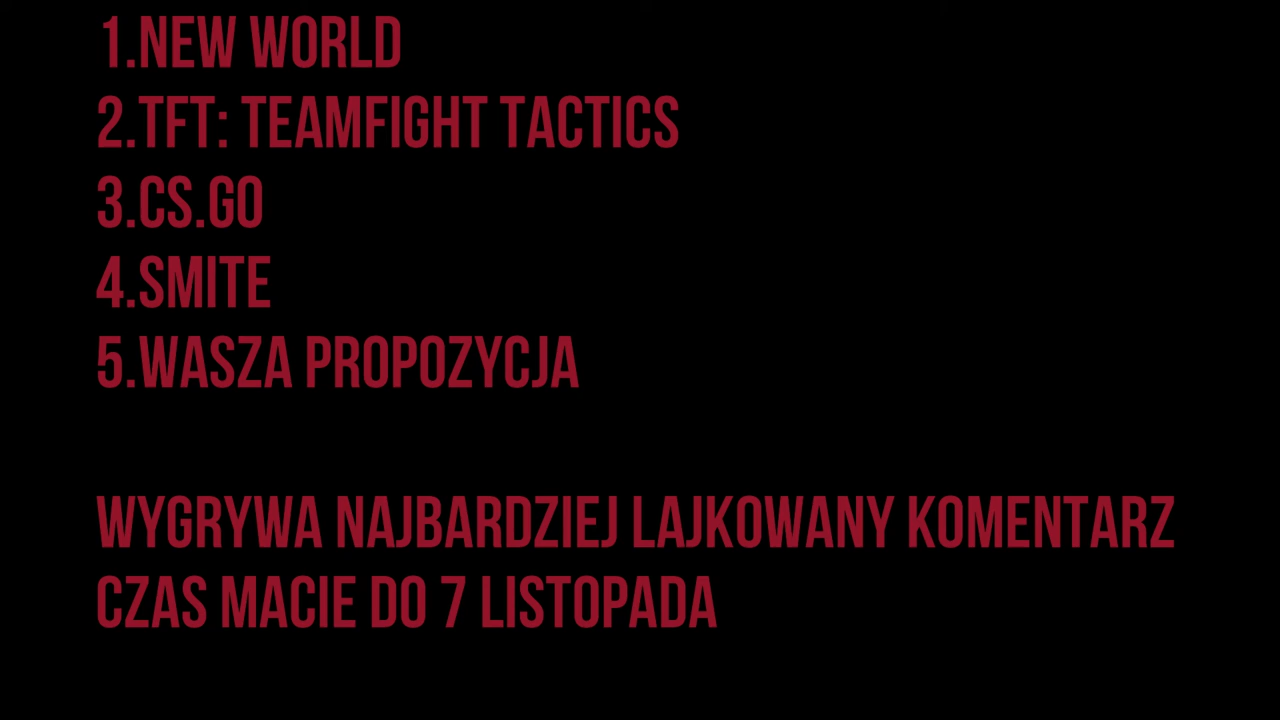 1.NEW WORLD
2.TFT: TEAMFIGHT TACTICS
3.CS.GO
4.SMITE
5.WASZA PROPOZYCJA
WYGRYWA NAJBARDZIEJ LAJKOWANY KOMENTARZ
CZAS MACIE DO 7 LISTOPADA